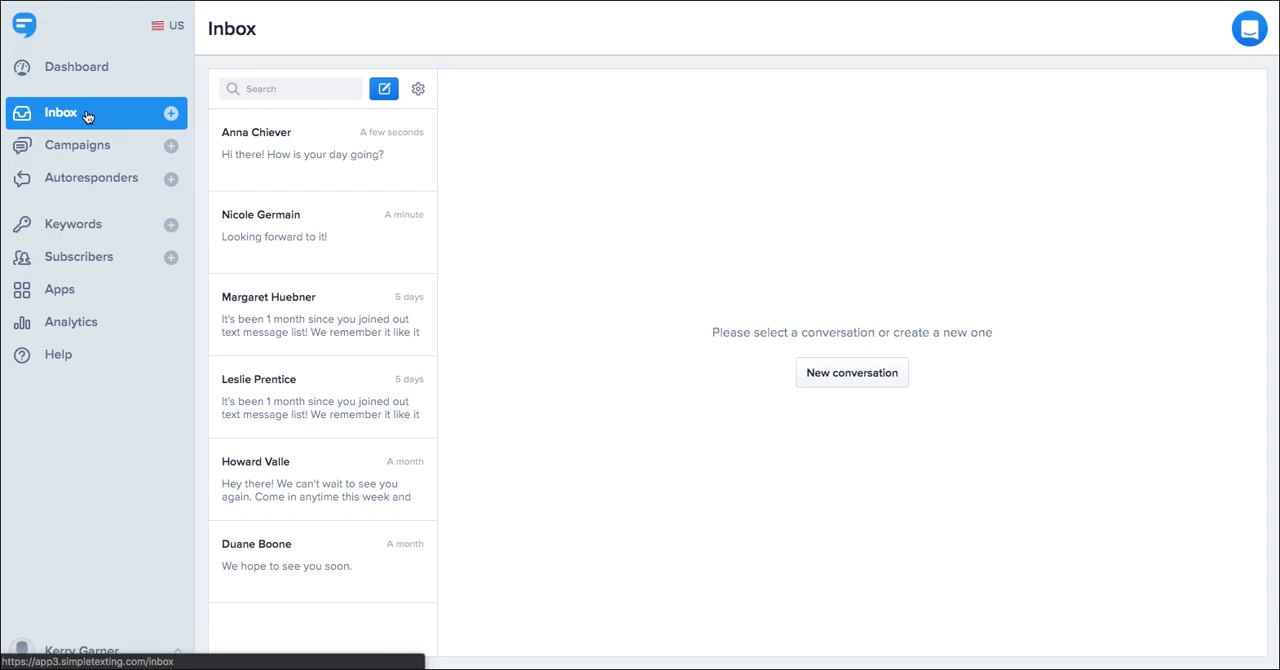 US
Inbox
Dashboard
Inbox
Campaigns
Autoresponders
Keywords
Subscribers
Apps
Analytics
Help
Kerry Garner
https://app3.simpletexting.com/inbox
Search
Anna Chiever A few seconds
Hi there! How is your day going?
Nicole Germain A minute
Looking forward to it!
Margaret Huebner 5 days
It's been 1 month since you joined out
text message list! We remember it like it
Leslie Prentice 5 days
It's been 1 month since you joined out
text message list! We remember it like it
Howard Valle A month
Hey there! We can't wait to see you
again. Come in anytime this week and
Duane Boone A month
We hope to see you soon.
Please select a conversation or create a new one
New conversation